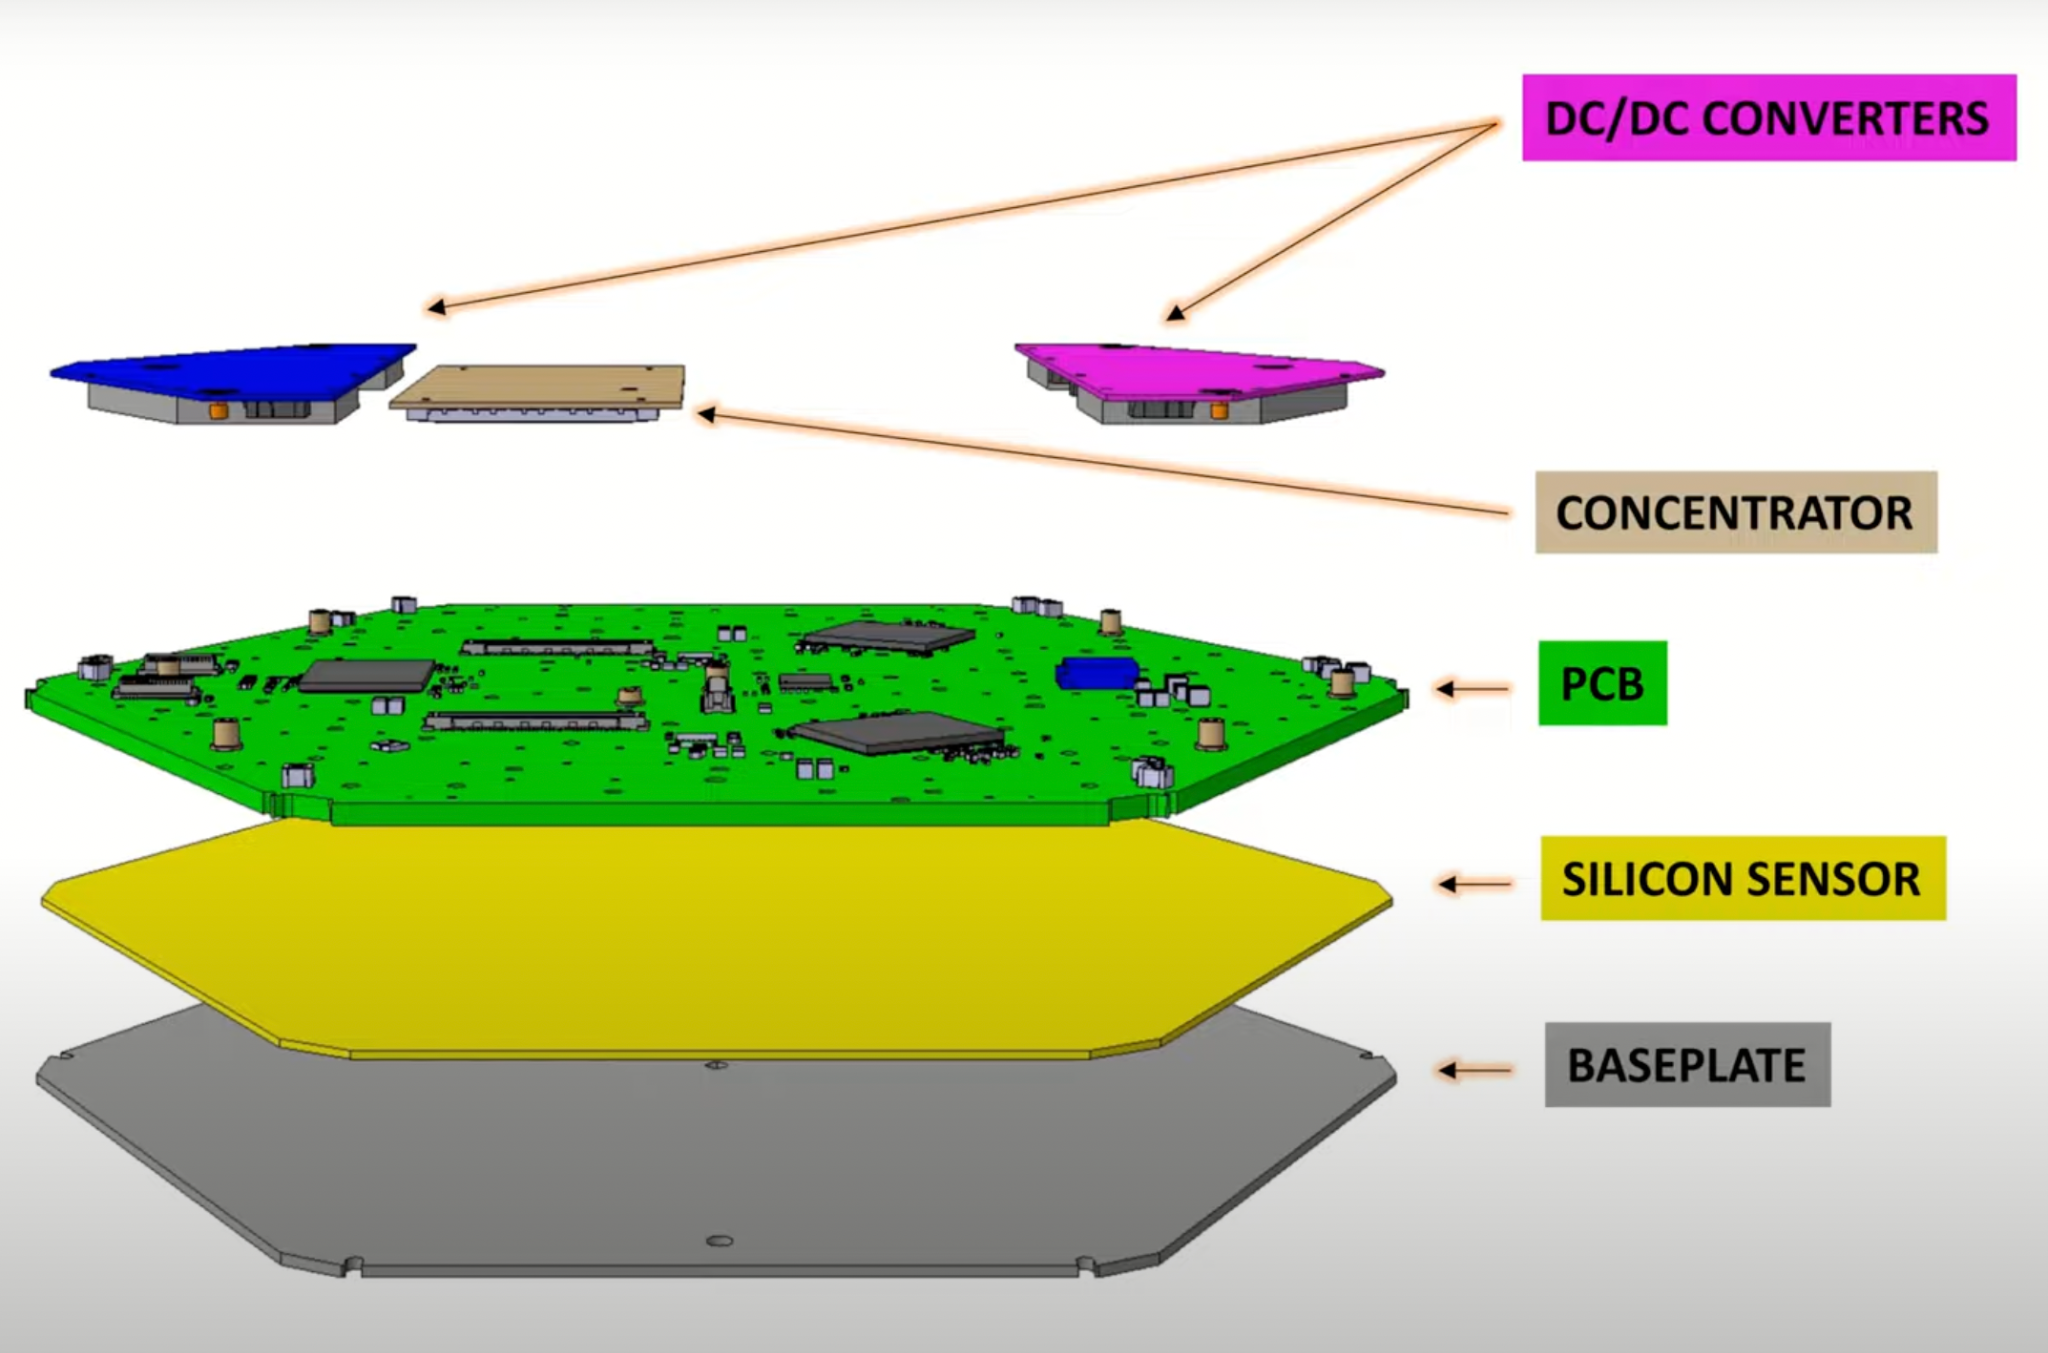 DC/DC CONVERTERS
CONCENTRATOR
PCB
SILICON SENSOR
BASEPLATE